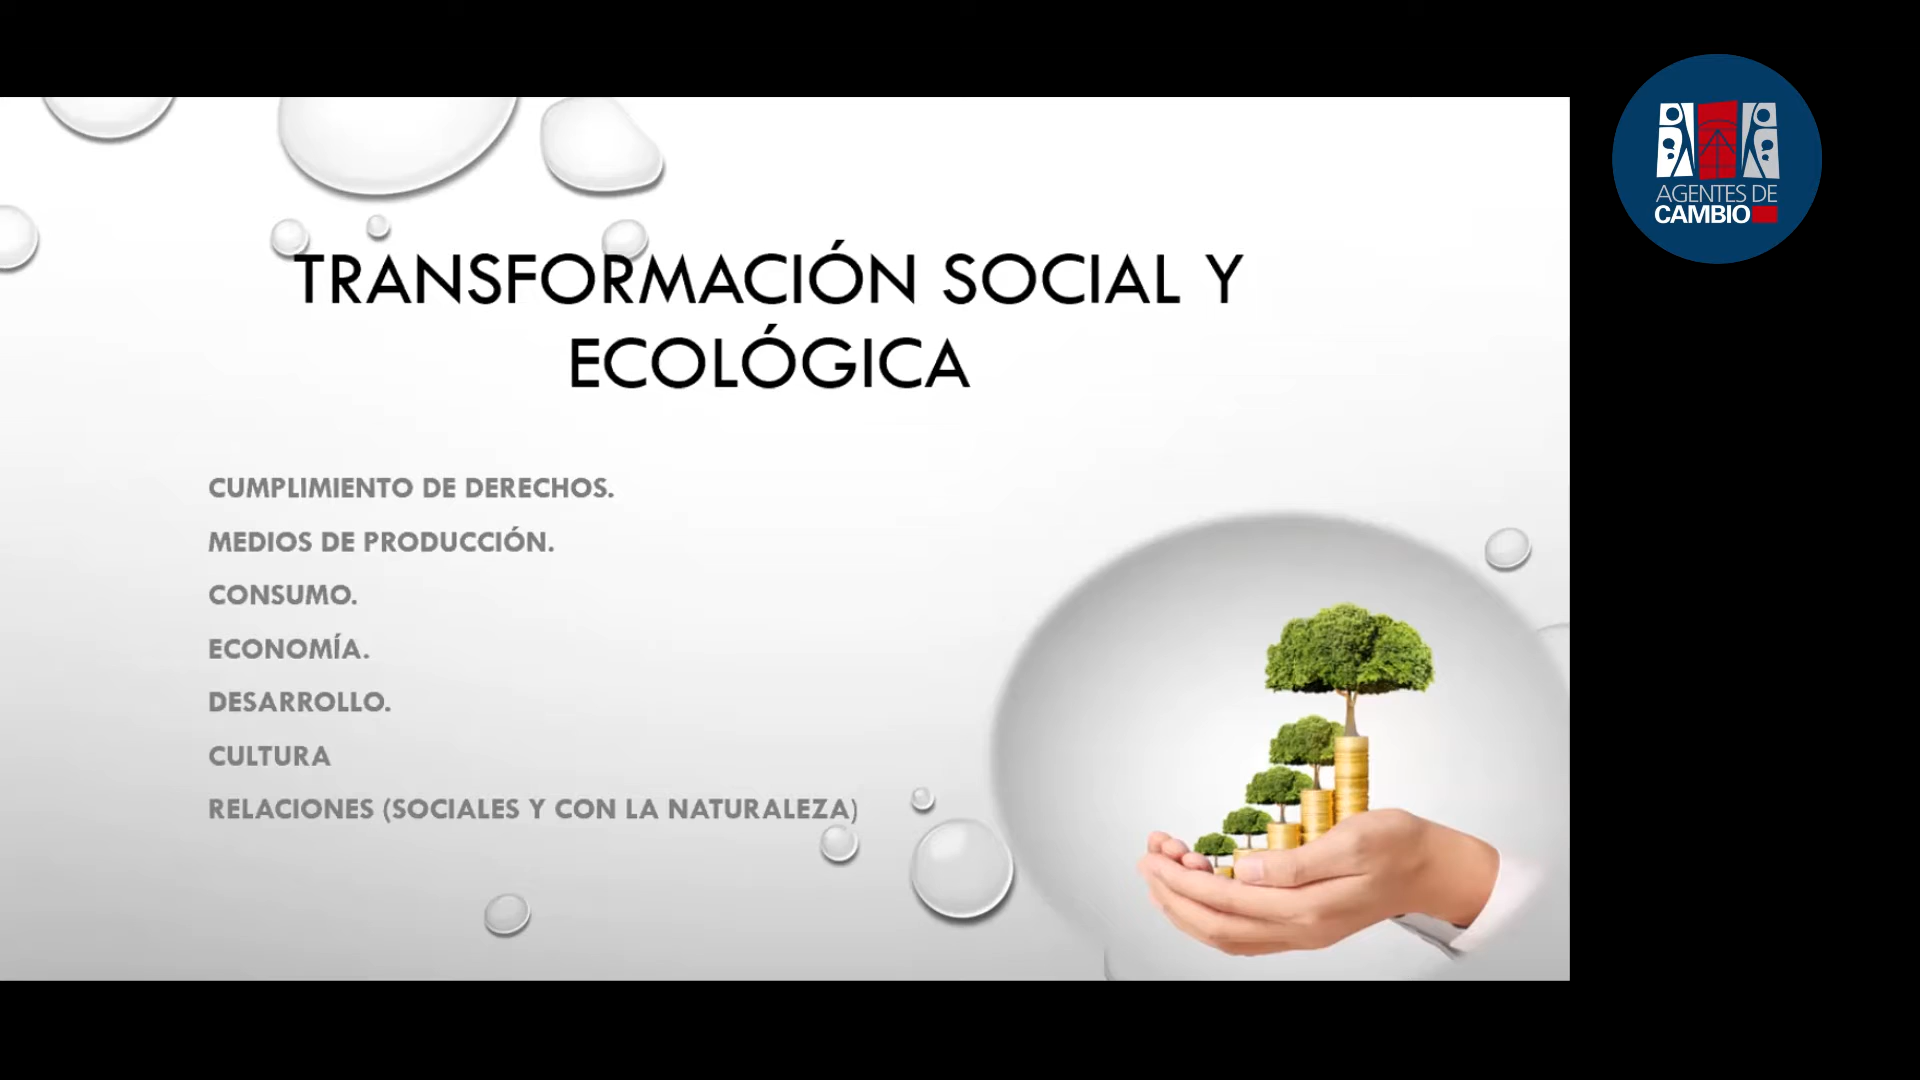 TRANSFORMACIÓN SOCIAL Y
ECOLÓGICA
CUMPLIMIENTO DE DERECHOS.
MEDIOS DE PRODUCCIÓN.
CONSUMO.
ECONOMÍA.
DESARROLLO.
CULTURA
RELACIONES (SOCIALES Y CON LA NATURALEZA)
AGENTES DE
CAMBIO